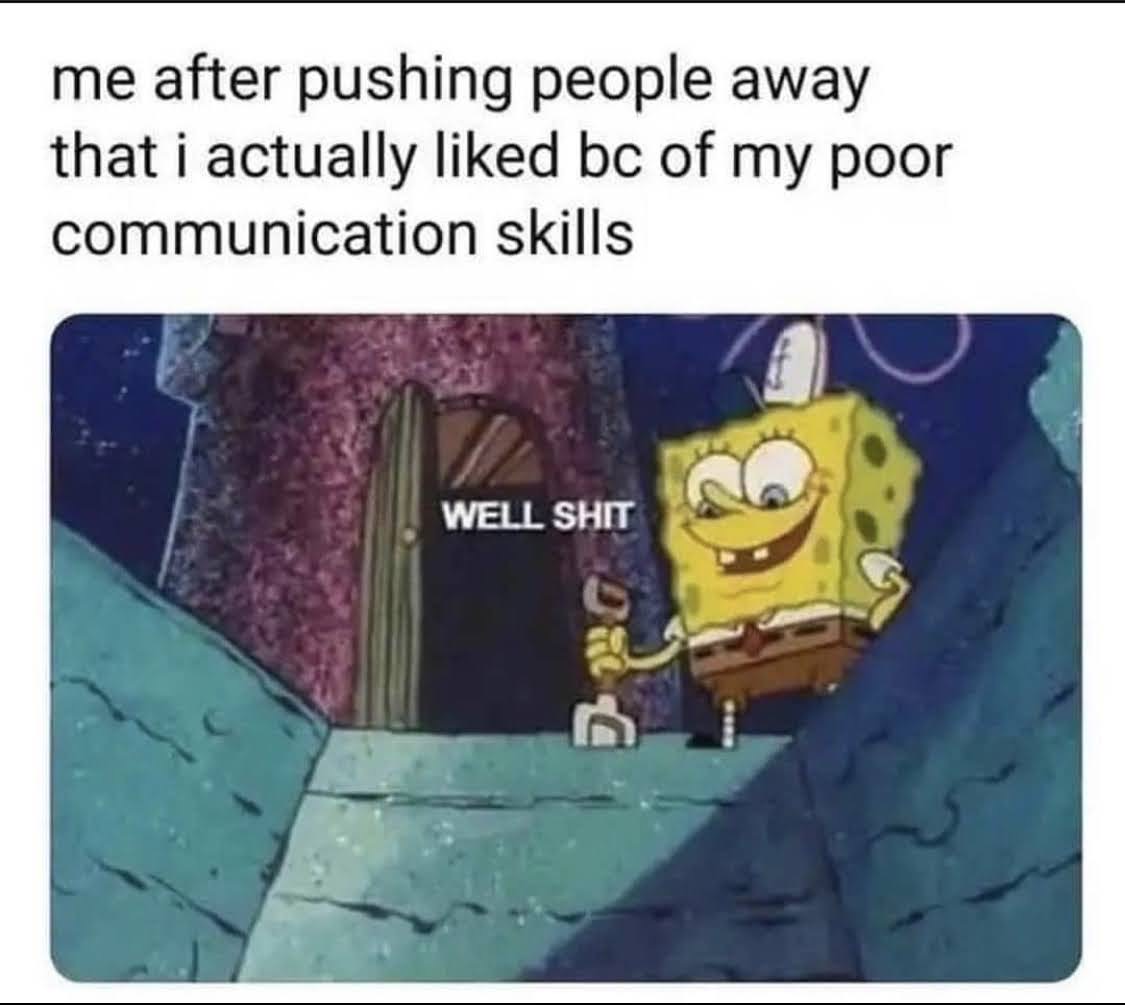 me after pushing people away
that i actually liked bc of my poor
communication skills
WELL SHIT